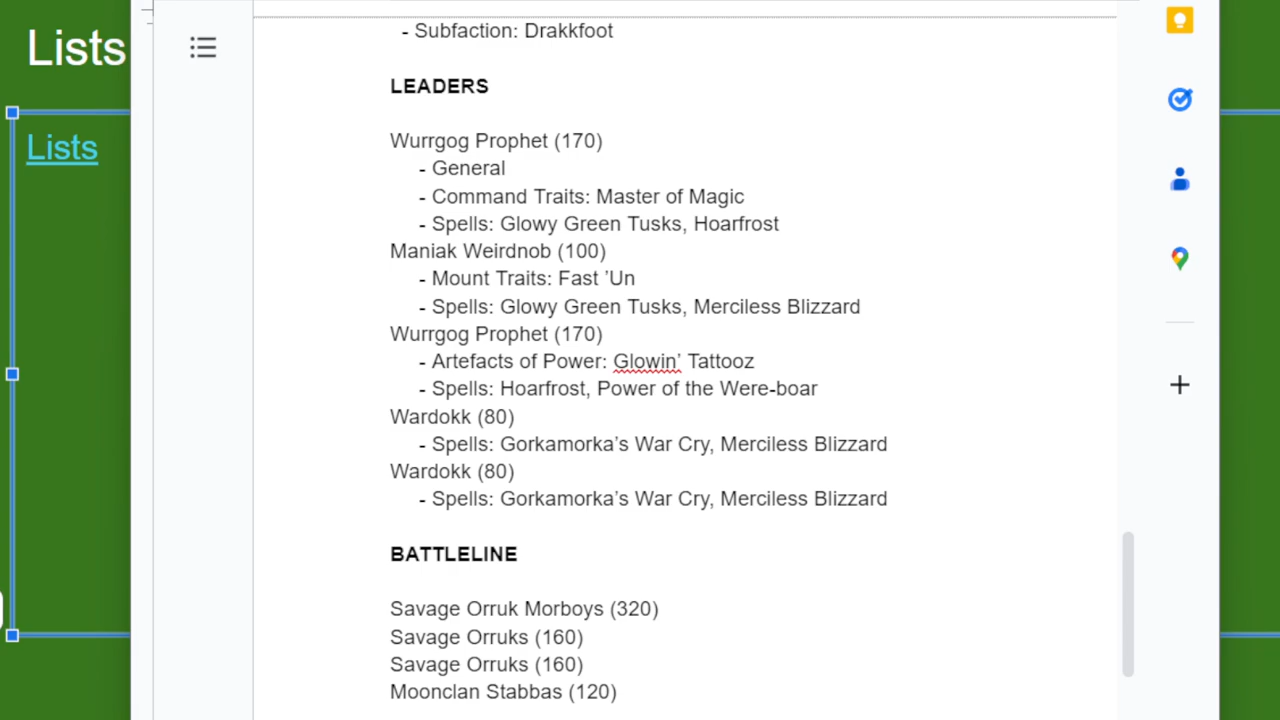 Lists
Lists
- Subfaction: Drakkfoot
LEADERS
Wurrgog Prophet (170)
- General
- Command Traits: Master of Magic
- Spells: Glowy Green Tusks, Hoarfrost
Maniak Weirdnob (100)
- Mount Traits: Fast ’Un
- Spells: Glowy Green Tusks, Merciless Blizzard
Wurrgog Prophet (170)
- Artefacts of Power: Glowin’ Tattooz
- Spells: Hoarfrost, Power of the Were-boar
Wardokk (80)
- Spells: Gorkamorka’s War Cry, Merciless Blizzard
Wardokk (80)
- Spells: Gorkamorka’s War Cry, Merciless Blizzard
BATTLELINE
Savage Orruk Morboys (320)
Savage Orruks (160)
Savage Orruks (160)
Moonclan Stabbas (120)